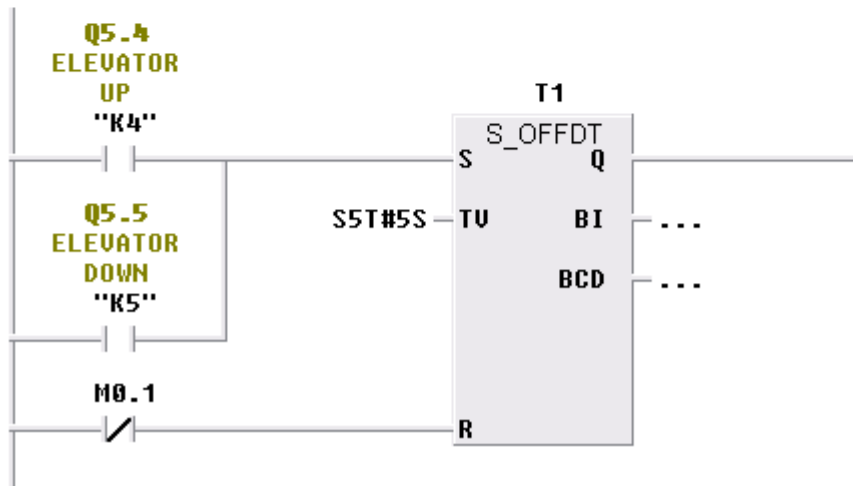 Q5.4
ELEVATOR
UP
"K4"
T1
S_OFFDT
S Q
Q5.5
ELEVATOR
DOWN
"K5"
S5T#5S TV BI ...
BCD ...
M0.1
R